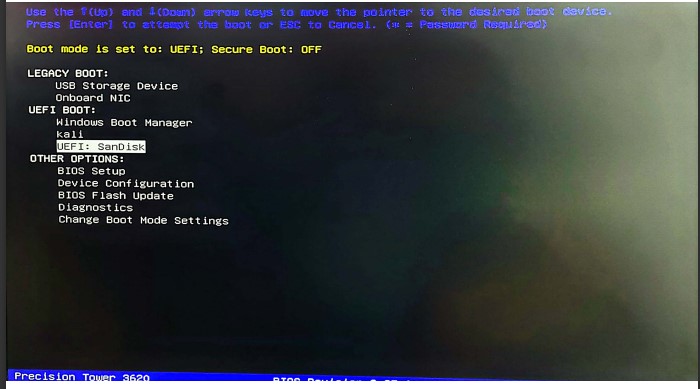 Use the ↑(Up) and ↓(Down) arrow keys to move the pointer to the desired boot device.
Press [Enter] to attempt the boot or ESC to Cancel. (* = Password Required)
Boot mode is set to: UEFI; Secure Boot: OFF
LEGACY BOOT:
USB Storage Device
Onboard NIC
UEFI BOOT:
Windows Boot Manager
kali
UEFI: SanDisk
OTHER OPTIONS:
BIOS Setup
Device Configuration
BIOS Flash Update
Diagnostics
Change Boot Mode Settings
Precision Tower 3620 BIOS Revision